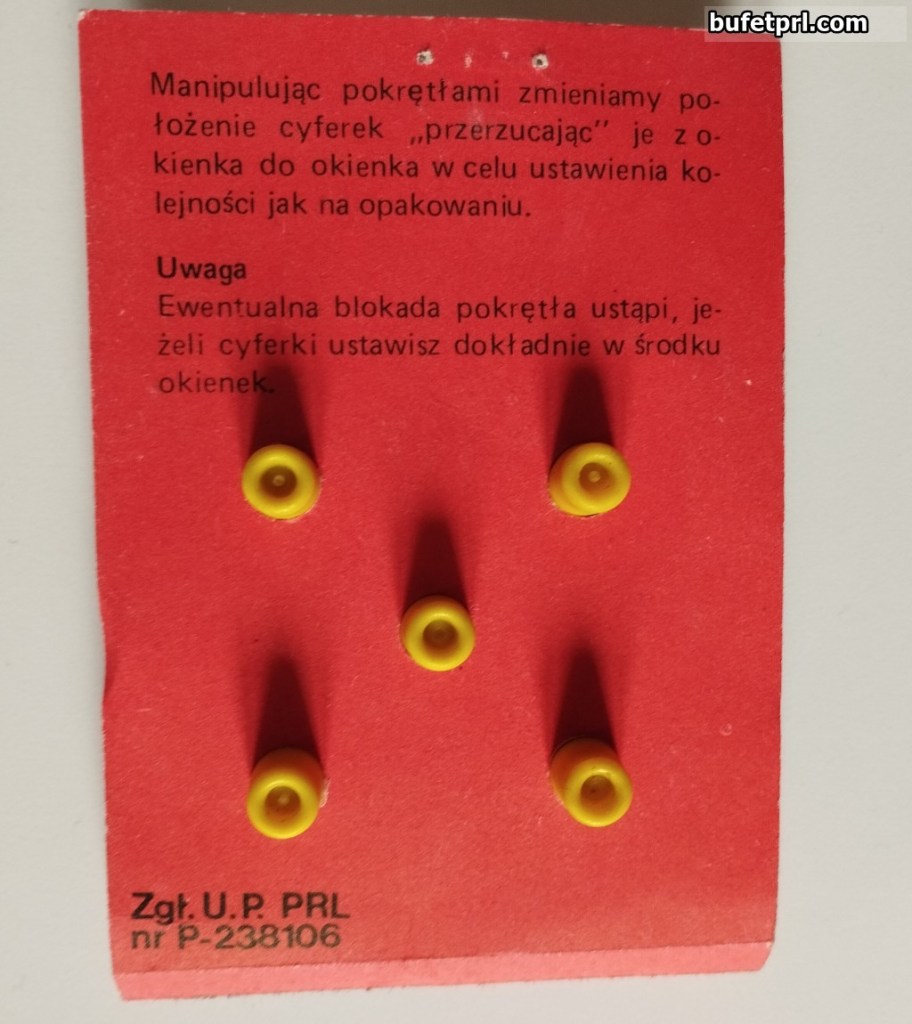 bufetprl.com
Manipulując pokrętłami zmieniamy po-
łożenie cyferek „przerzucając” je z o-
kienka do okienka w celu ustawienia ko-
lejności jak na opakowaniu.
Uwaga
Ewentualna blokada pokrętła ustąpi, je-
żeli cyferki ustawisz dokładnie w środku
okienek.
Zgł. U.P. PRL
nr P-238106